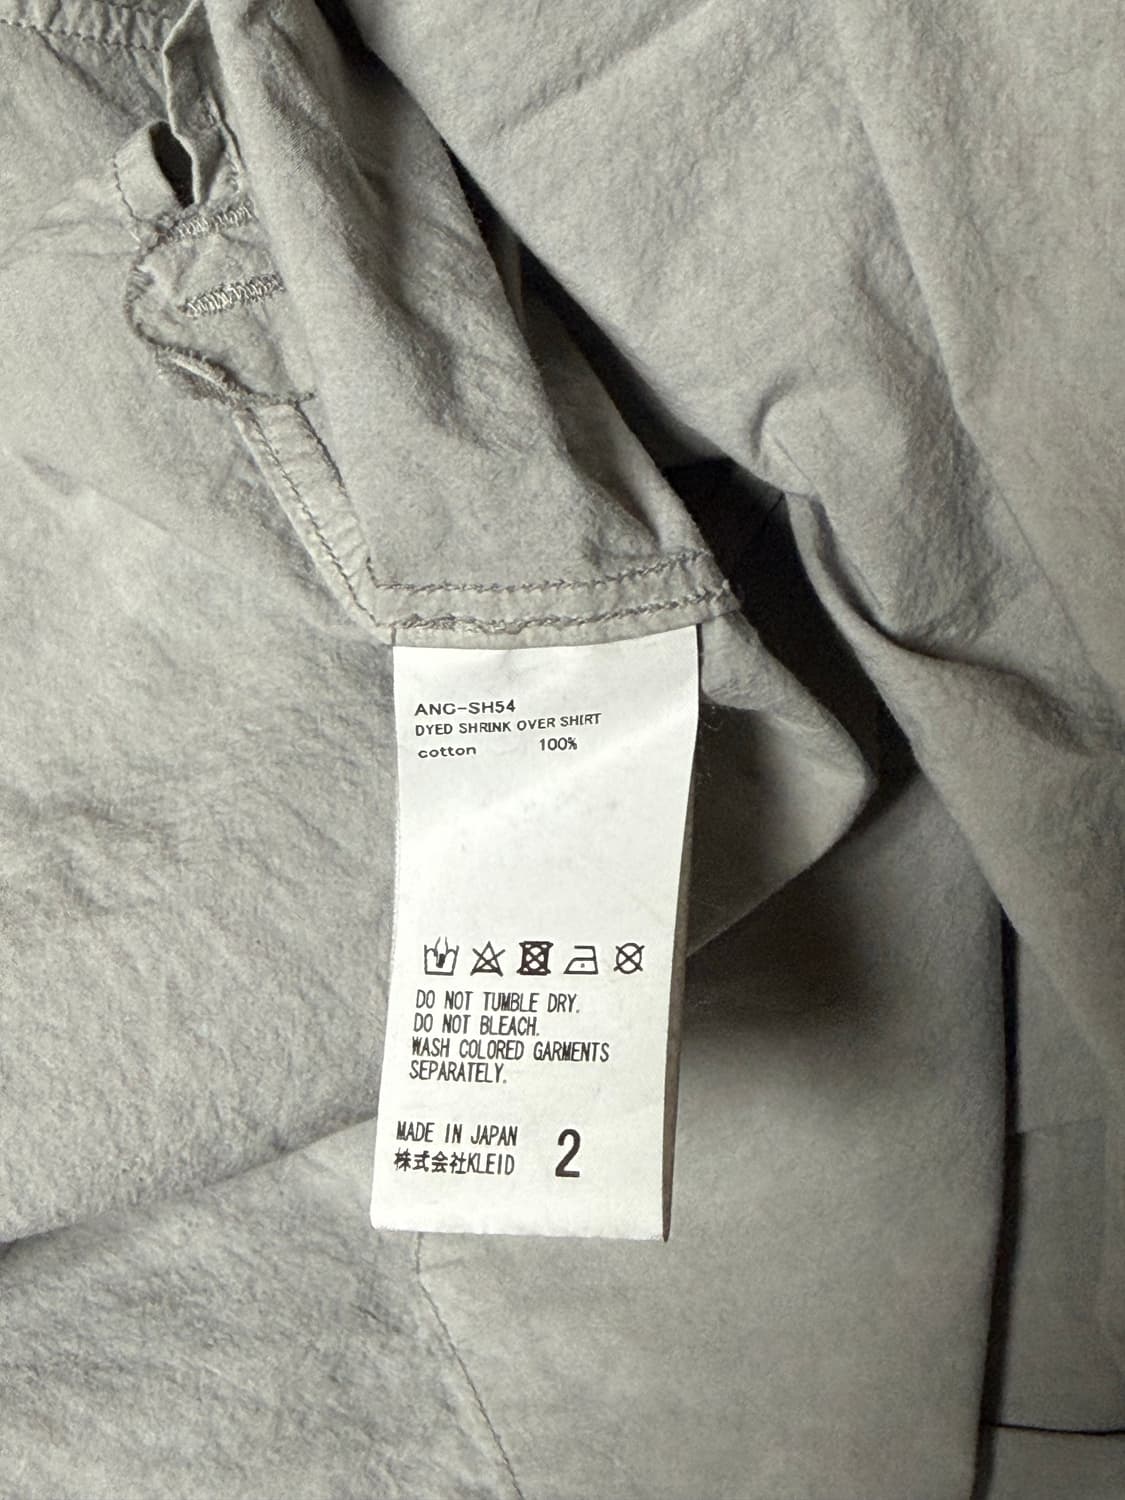 ANC-SH54
DYED SHRINK OVER SHIRT
cotton 100%
DO NOT TUMBLE DRY.
DO NOT BLEACH.
WASH COLORED GARMENTS
SEPARATELY.
MADE IN JAPAN
株式会社KLEID 2